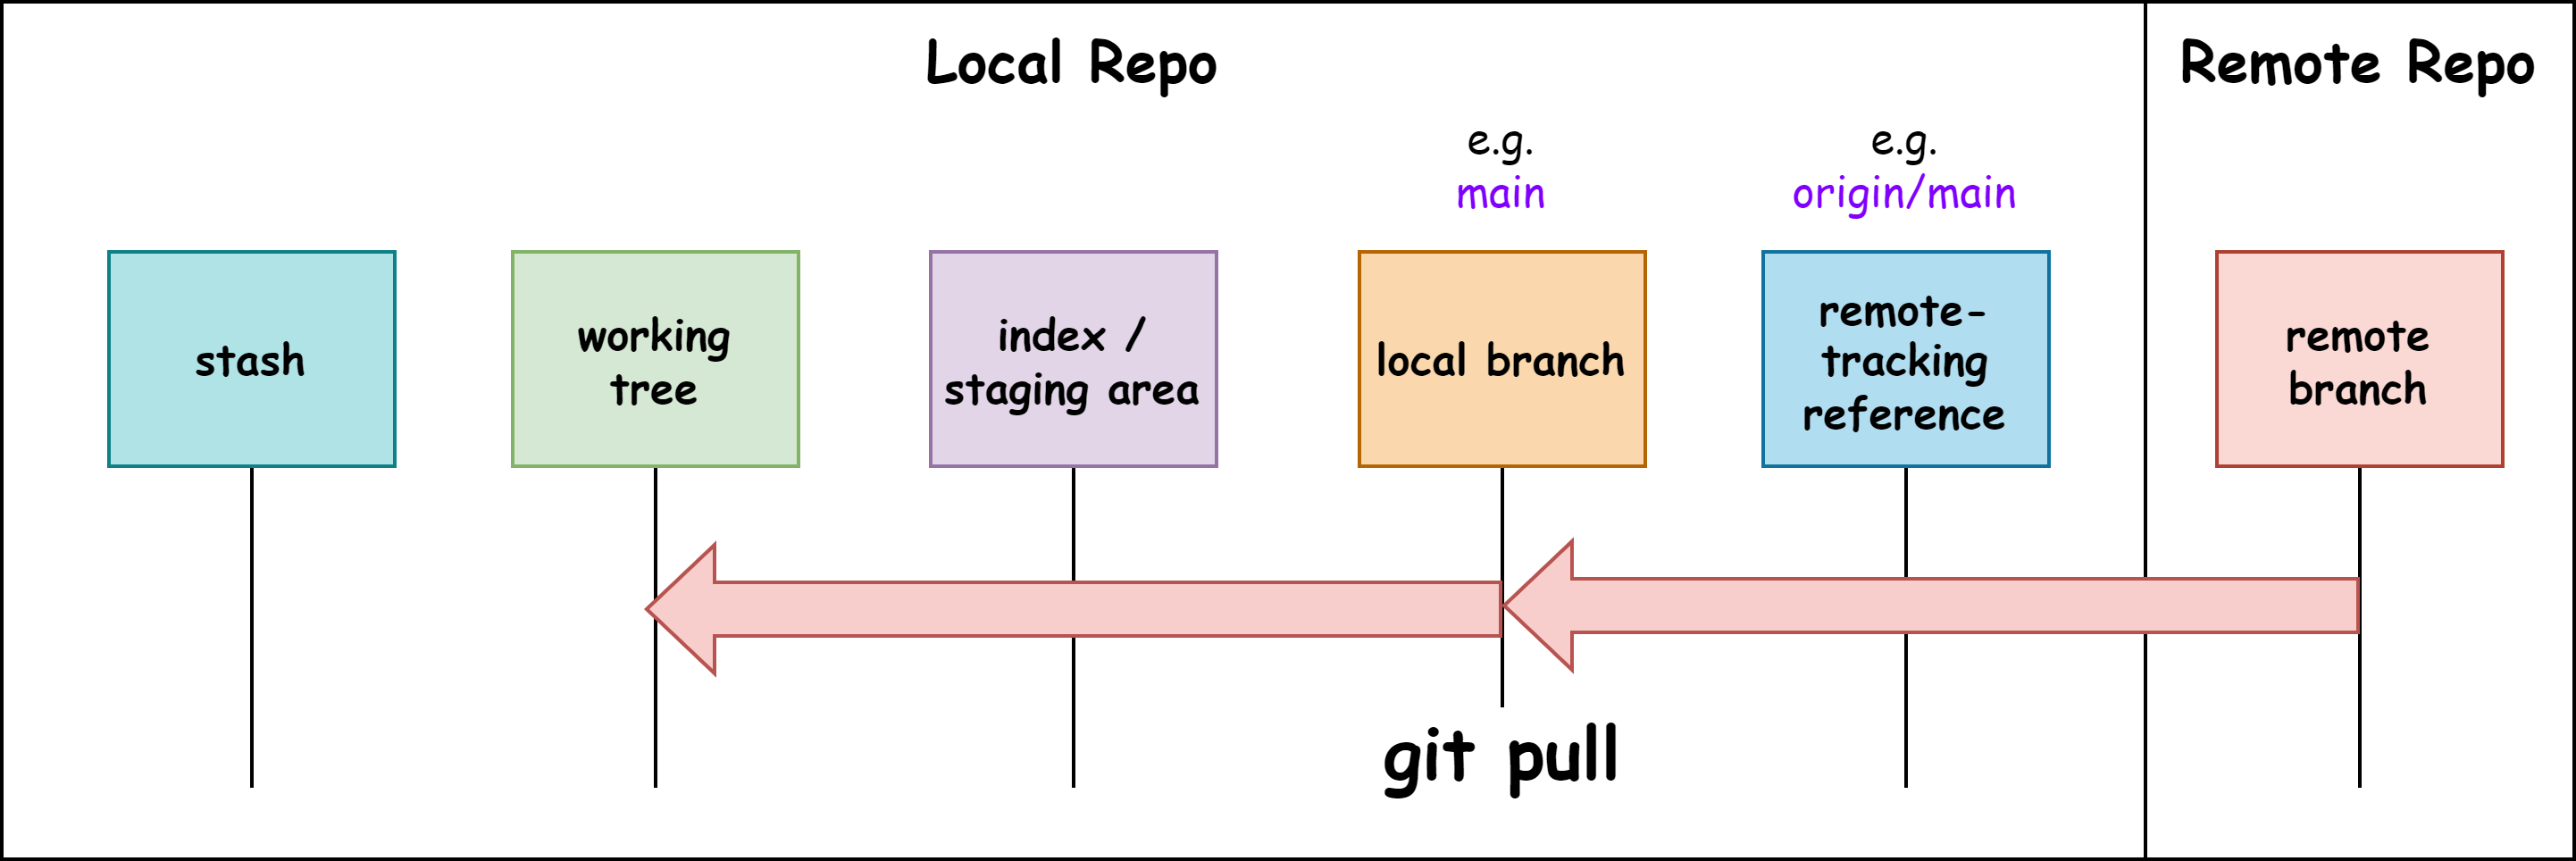 Local Repo
Remote Repo
e.g.
main
e.g.
origin/main
stash
working
tree
index /
staging area
local branch
remote-
tracking
reference
remote
branch
git pull